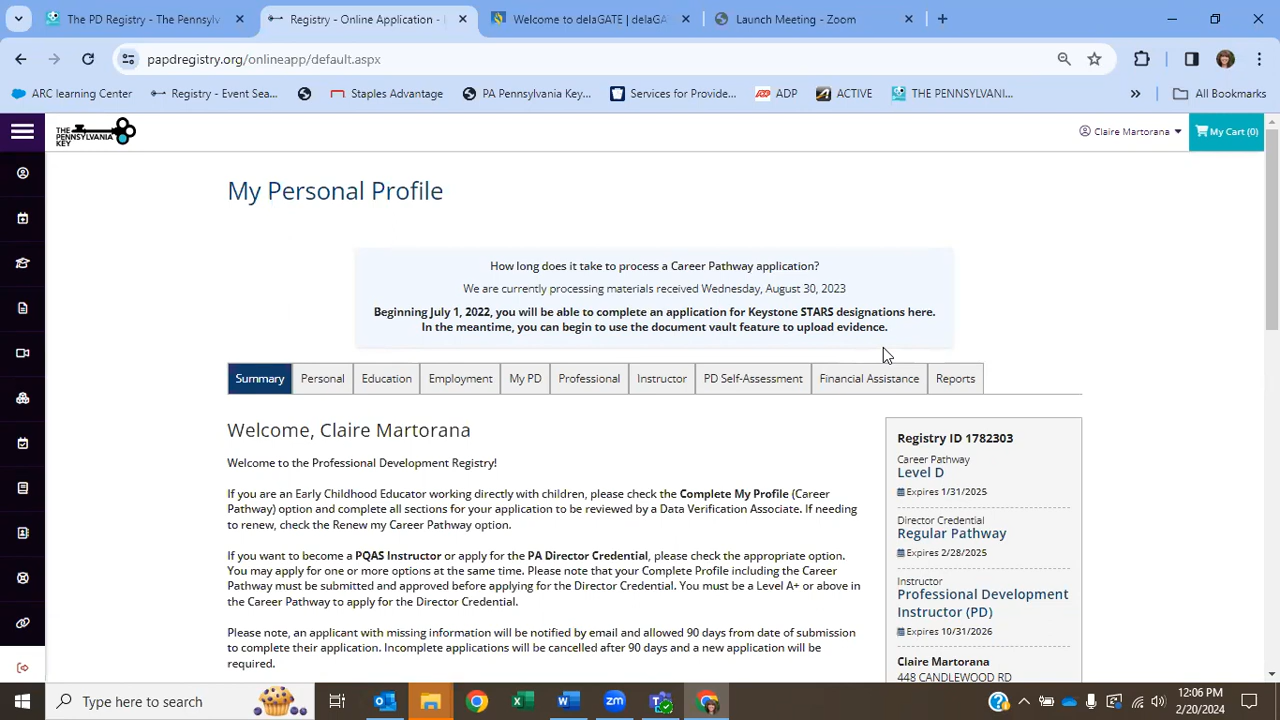 The PD Registry - The Pennsylv
Registry - Online Application -
Welcome to delaGATE | delaGA
Launch Meeting - Zoom
papdregistry.org/onlineapp/default.aspx
ARC learning Center
Registry - Event Sea...
Staples Advantage
PA Pennsylvania Key...
Services for Provide...
ADP
ACTIVE
THE PENNSYLVANI...
»
All Bookmarks
THE PENNSYLVANIA KEY
Claire Martorana
My Cart (0)
My Personal Profile
How long does it take to process a Career Pathway application?
We are currently processing materials received Wednesday, August 30, 2023
Beginning July 1, 2022, you will be able to complete an application for Keystone STARS designations here.
In the meantime, you can begin to use the document vault feature to upload evidence.
Summary
Personal
Education
Employment
My PD
Professional
Instructor
PD Self-Assessment
Financial Assistance
Reports
Welcome, Claire Martorana
Welcome to the Professional Development Registry!
If you are an Early Childhood Educator working directly with children, please check the Complete My Profile (Career
Pathway) option and complete all sections for your application to be reviewed by a Data Verification Associate. If needing
to renew, check the Renew my Career Pathway option.
If you want to become a PQAS Instructor or apply for the PA Director Credential, please check the appropriate option.
You may apply for one or more options at the same time. Please note that your Complete Profile including the Career
Pathway must be submitted and approved before applying for the Director Credential. You must be a Level A+ or above in
the Career Pathway to apply for the Director Credential.
Please note, an applicant with missing information will be notified by email and allowed 90 days from date of submission
to complete their application. Incomplete applications will be cancelled after 90 days and a new application will be
required.
Registry ID 1782303
Career Pathway
Level D
Expires 1/31/2025
Director Credential
Regular Pathway
Expires 2/28/2025
Instructor
Professional Development
Instructor (PD)
Expires 10/31/2026
Claire Martorana
448 CANDLEWOOD RD
Type here to search
12:06 PM
2/20/2024